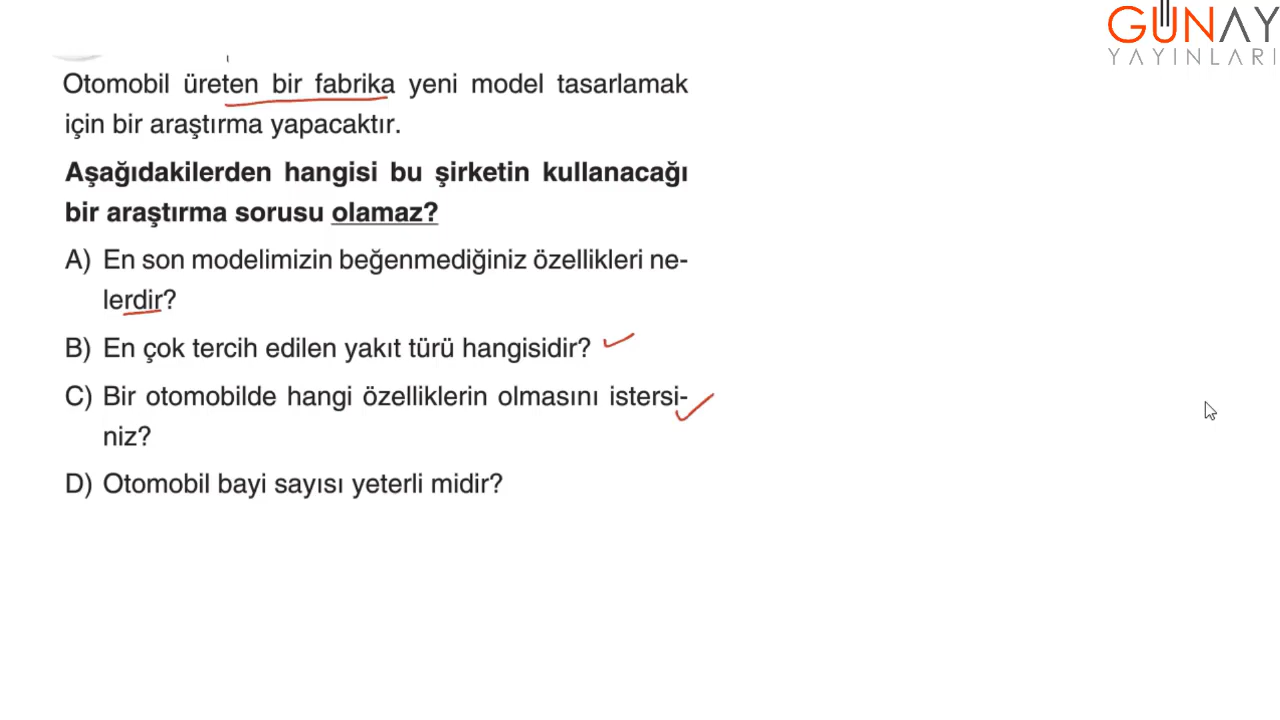 GÜNAY
YAYINLARI
Otomobil üreten bir fabrika yeni model tasarlamak
için bir araştırma yapacaktır.
Aşağıdakilerden hangisi bu şirketin kullanacağı
bir araştırma sorusu olamaz?
A) En son modelimizin beğenmediğiniz özellikleri ne-
lerdir?
B) En çok tercih edilen yakıt türü hangisidir?
C) Bir otomobilde hangi özelliklerin olmasını istersi-
niz?
D) Otomobil bayi sayısı yeterli midir?